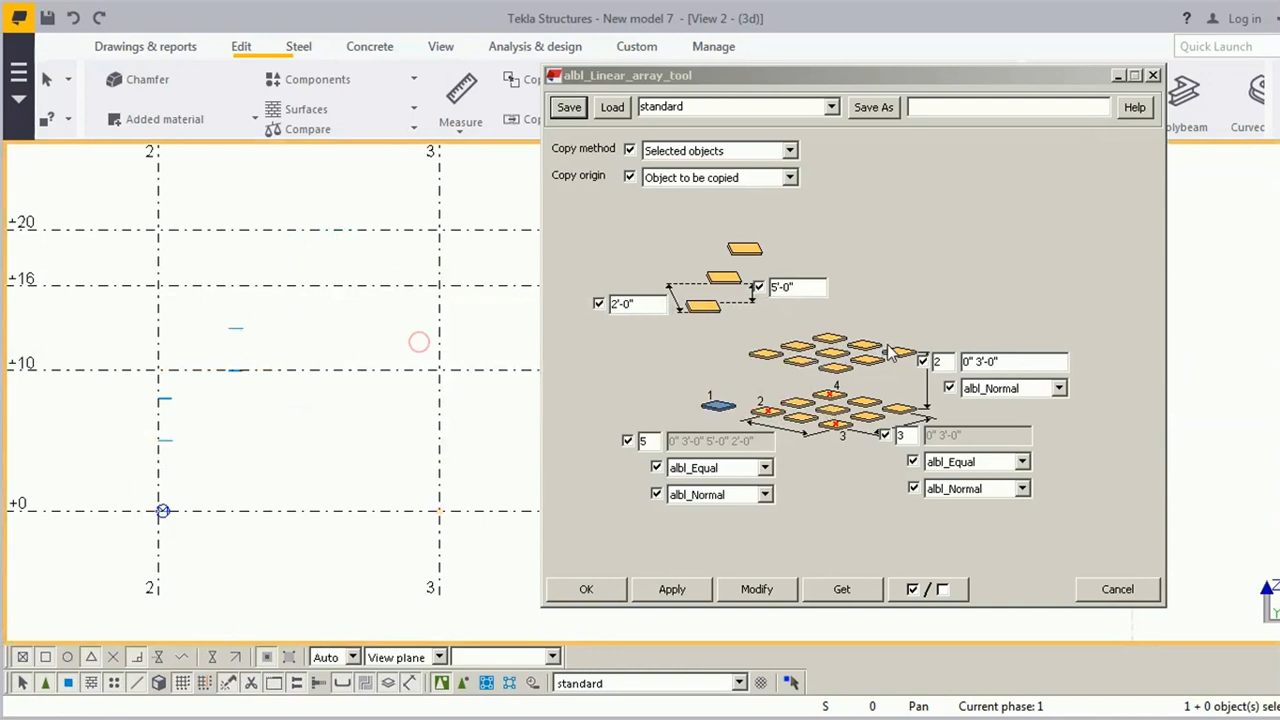 Tekla Structures - New model 7 - [View 2 - (3d)]
? Log in
Drawings & reports Edit Steel Concrete View Analysis & design Custom Manage
Quick Launch
Chamfer
Components
Surfaces
Added material
Compare
Measure
Polybeam
Curvec
albl_Linear_array_tool
Save Load standard Save As Help
Copy method Selected objects
Copy origin Object to be copied
5'-0"
2'-0"
2 0" 3'-0"
albl_Normal
1 2 4
3
5 0" 3'-0" 5'-0" 2'-0"
3 0" 3'-0"
albl_Equal
albl_Equal
albl_Normal
albl_Normal
OK Apply Modify Get / Cancel
2 3
+20
+16
+10
+0
2 3
Z
Y
Auto View plane
standard
S 0 Pan Current phase: 1 1 + 0 object(s) sele